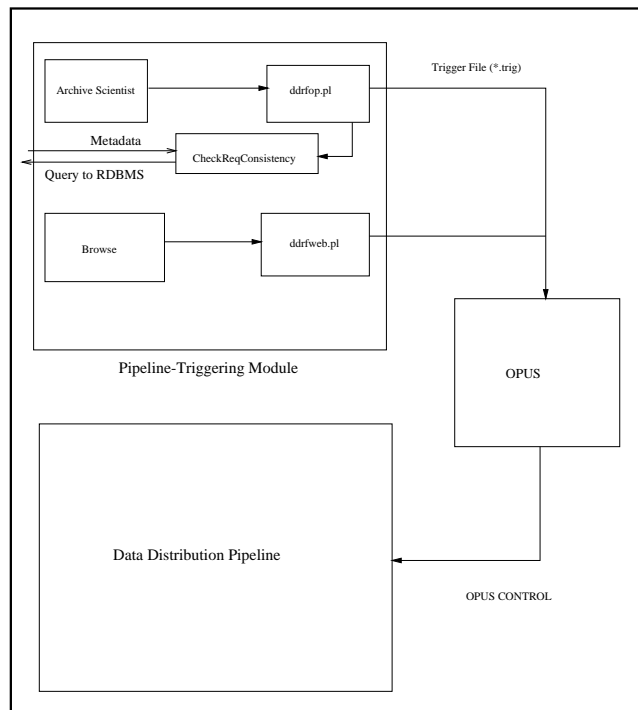 Trigger File (*.trig)
Archive Scientist
ddrfop.pl
Metadata
CheckReqConsistency
Query to RDBMS
Browse
ddrfweb.pl
Pipeline-Triggering Module
OPUS
Data Distribution Pipeline
OPUS CONTROL